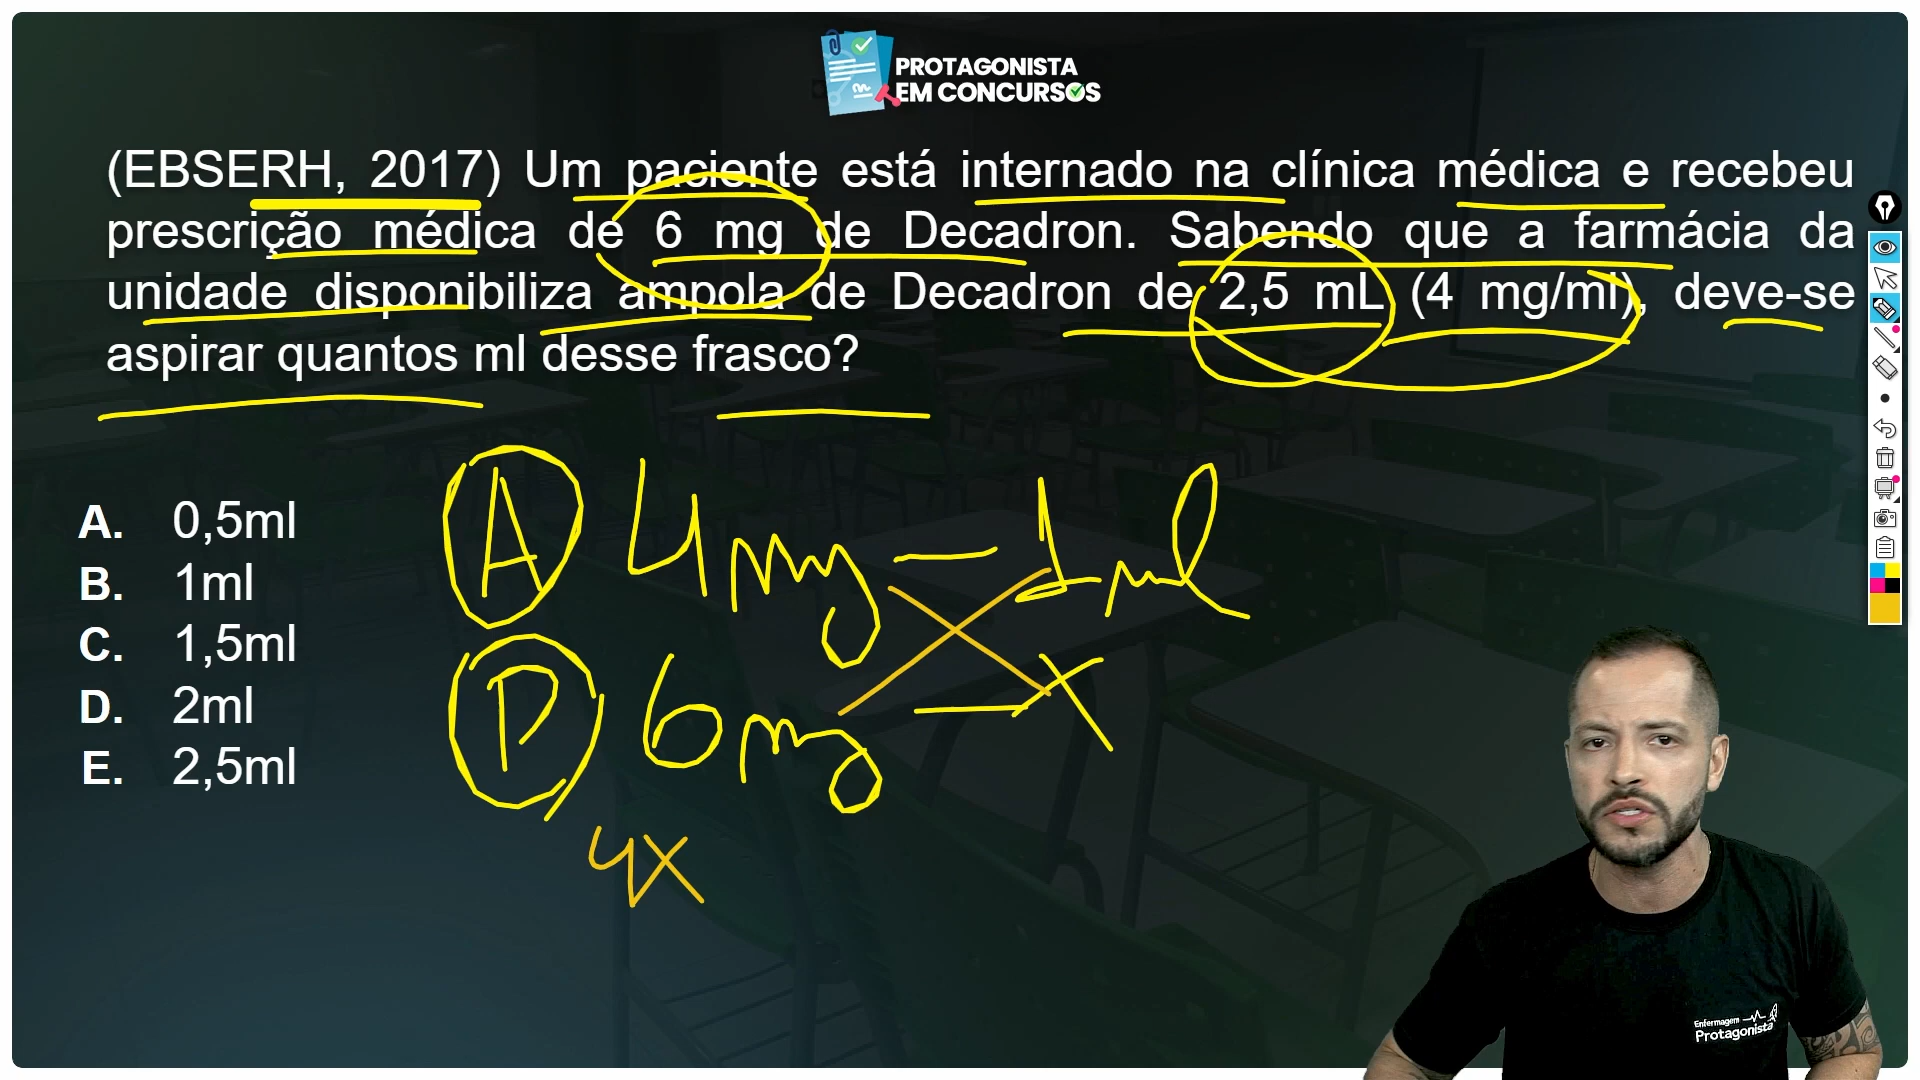 PROTAGONISTA
EM CONCURSOS
(EBSERH, 2017) Um paciente está internado na clínica médica e recebeu
prescrição médica de 6 mg de Decadron. Sabendo que a farmácia da
unidade disponibiliza ampola de Decadron de 2,5 mL (4 mg/ml), deve-se
aspirar quantos ml desse frasco?
A. 0,5ml
B. 1ml
C. 1,5ml
D. 2ml
E. 2,5ml
A 4mg — 1ml
P 6mg — X
4X
Enfermagem
Protagonista